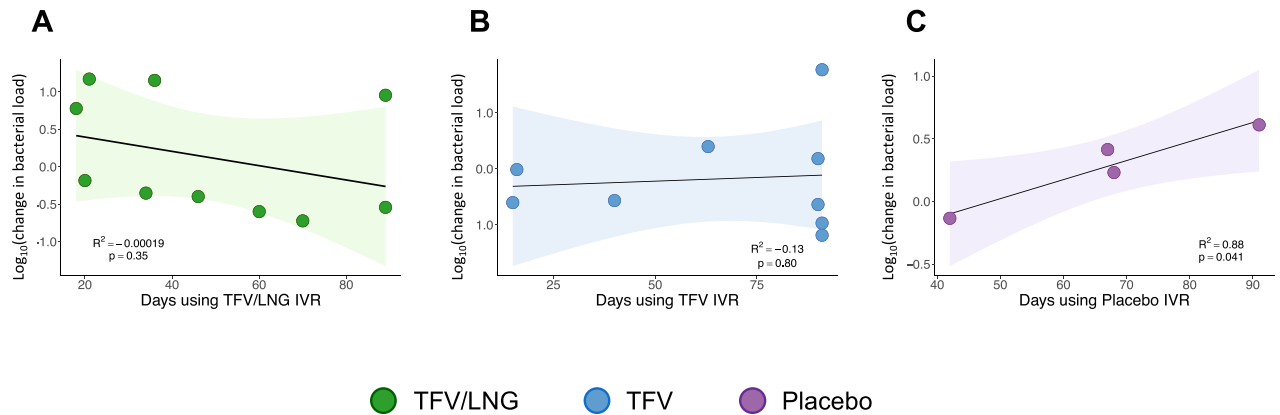 A
B
C
Log10(change in bacterial load)
1.0
0.5
0.0
-0.5
-1.0
R2 = −0.00019
p = 0.35
20 40 60 80
Days using TFV/LNG IVR
Log10(change in bacterial load)
1.0
0.0
1.0
R2 = −0.13
p = 0.80
25 50 75
Days using TFV IVR
Log10(change in bacterial load)
1.0
0.5
0.0
−0.5
R2 = 0.88
p = 0.041
40 50 60 70 80 90
Days using Placebo IVR
TFV/LNG TFV Placebo